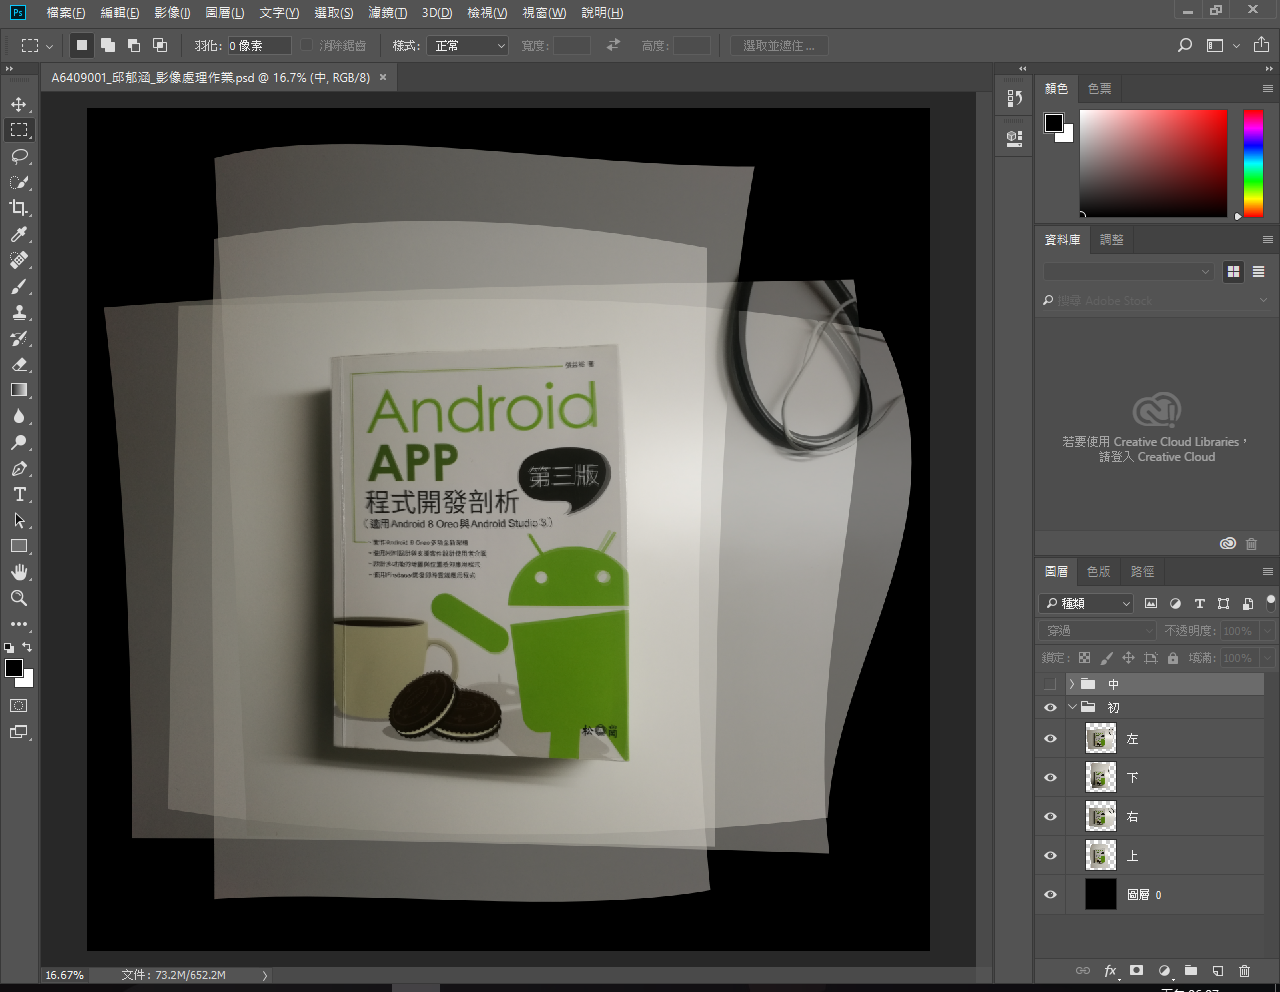 Ps 檔案(F) 編輯(E) 影像(I) 圖層(L) 文字(Y) 選取(S) 濾鏡(T) 3D(D) 檢視(V) 視窗(W) 說明(H)
羽化: 0 像素 消除鋸齒 樣式: 正常 寬度: 高度: 選取並遮住 ...
A6409001_邱郁涵_影像處理作業.psd @ 16.7% (中, RGB/8) ×
顏色 色票
資料庫 調整
搜尋 Adobe Stock
若要使用 Creative Cloud Libraries，
請登入 Creative Cloud
圖層 色版 路徑
種類
穿過 不透明度: 100%
鎖定: 填滿: 100%
中
初
左
下
右
上
圖層 0
fx
Android
APP
第三版
程式開發剖析
(適用Android 8 Oreo與Android Studio 3.)
松崗
16.67% 文件: 73.2M/652.2M